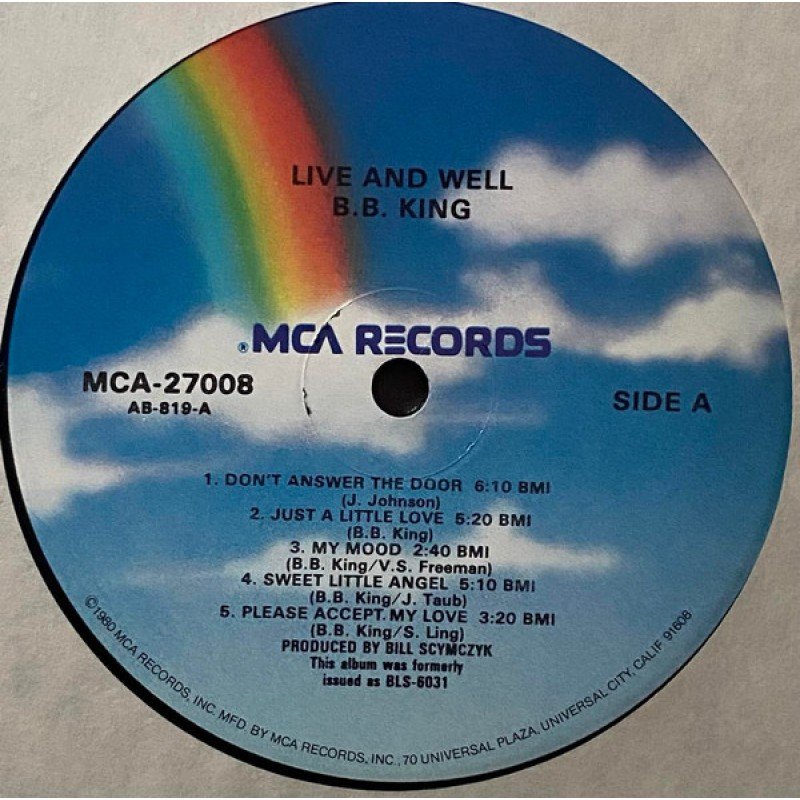 LIVE AND WELL
B.B. KING
®MCA RECORDS
MCA-27008
AB-819-A
SIDE A
1. DON'T ANSWER THE DOOR 6:10 BMI
(J. Johnson)
2. JUST A LITTLE LOVE 5:20 BMI
(B.B. King)
3. MY MOOD 2:40 BMI
(B.B. King/V.S. Freeman)
4. SWEET LITTLE ANGEL 5:10 BMI
(B.B. King/J. Taub)
5. PLEASE ACCEPT MY LOVE 3:20 BMI
(B.B. King/S. Ling)
PRODUCED BY BILL SCYMCZYK
This album was formerly
issued as BLS-6031
©1980 MCA RECORDS, INC. MFD. BY MCA RECORDS, INC., 70 UNIVERSAL PLAZA, UNIVERSAL CITY, CALIF 91608